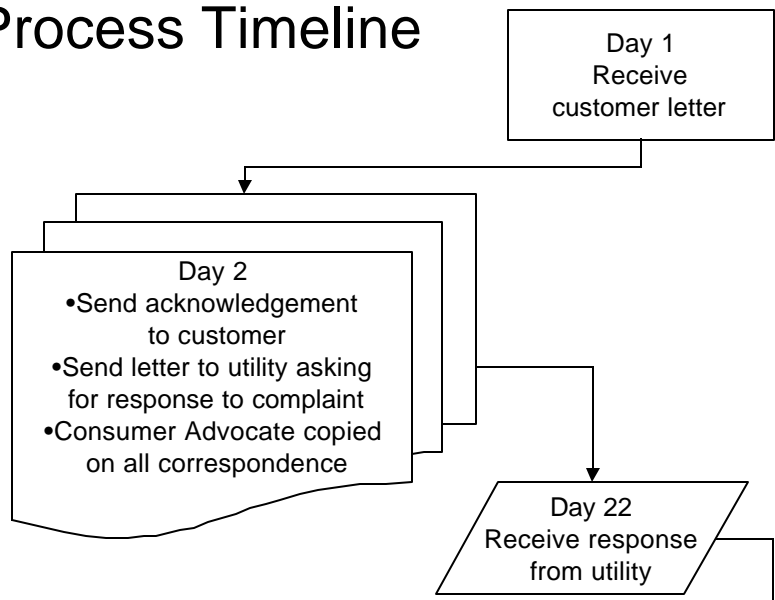 Process Timeline
Day 1
Receive
customer letter
Day 2
•Send acknowledgement
to customer
•Send letter to utility asking
for response to complaint
•Consumer Advocate copied
on all correspondence
Day 22
Receive response
from utility